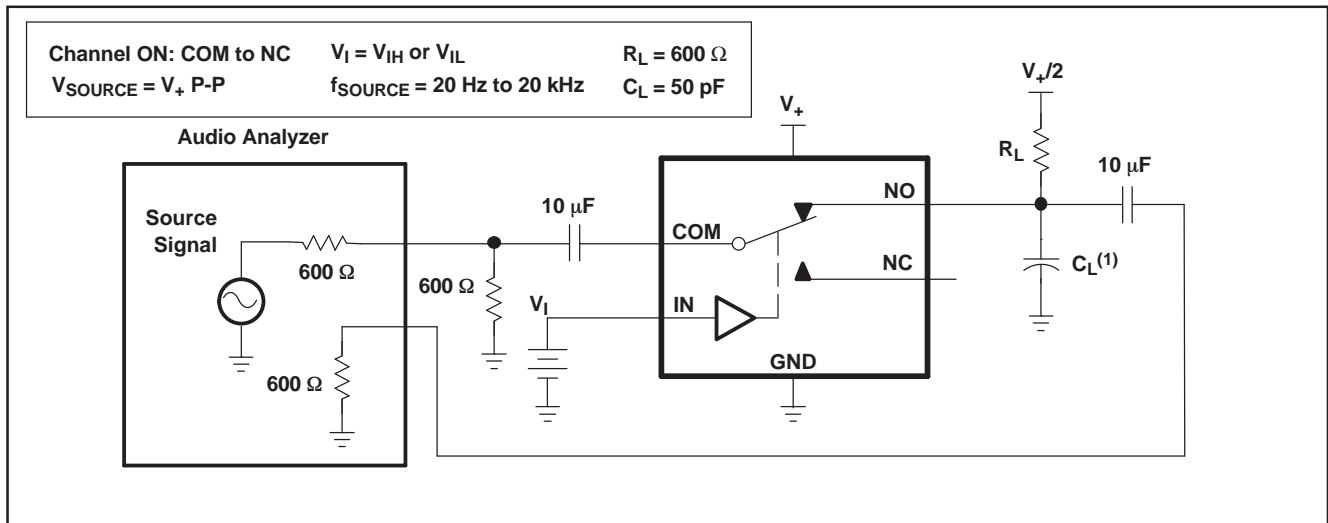 Channel ON: COM to NC
V_I = V_IH or V_IL
R_L = 600 Ω
V_SOURCE = V_+ P-P
f_SOURCE = 20 Hz to 20 kHz
C_L = 50 pF
V_+/2
V_+
Audio Analyzer
R_L
10 μF
NO
Source
Signal
10 μF
COM
600 Ω
600 Ω
NC
C_L^(1)
V_I
IN
GND
600 Ω